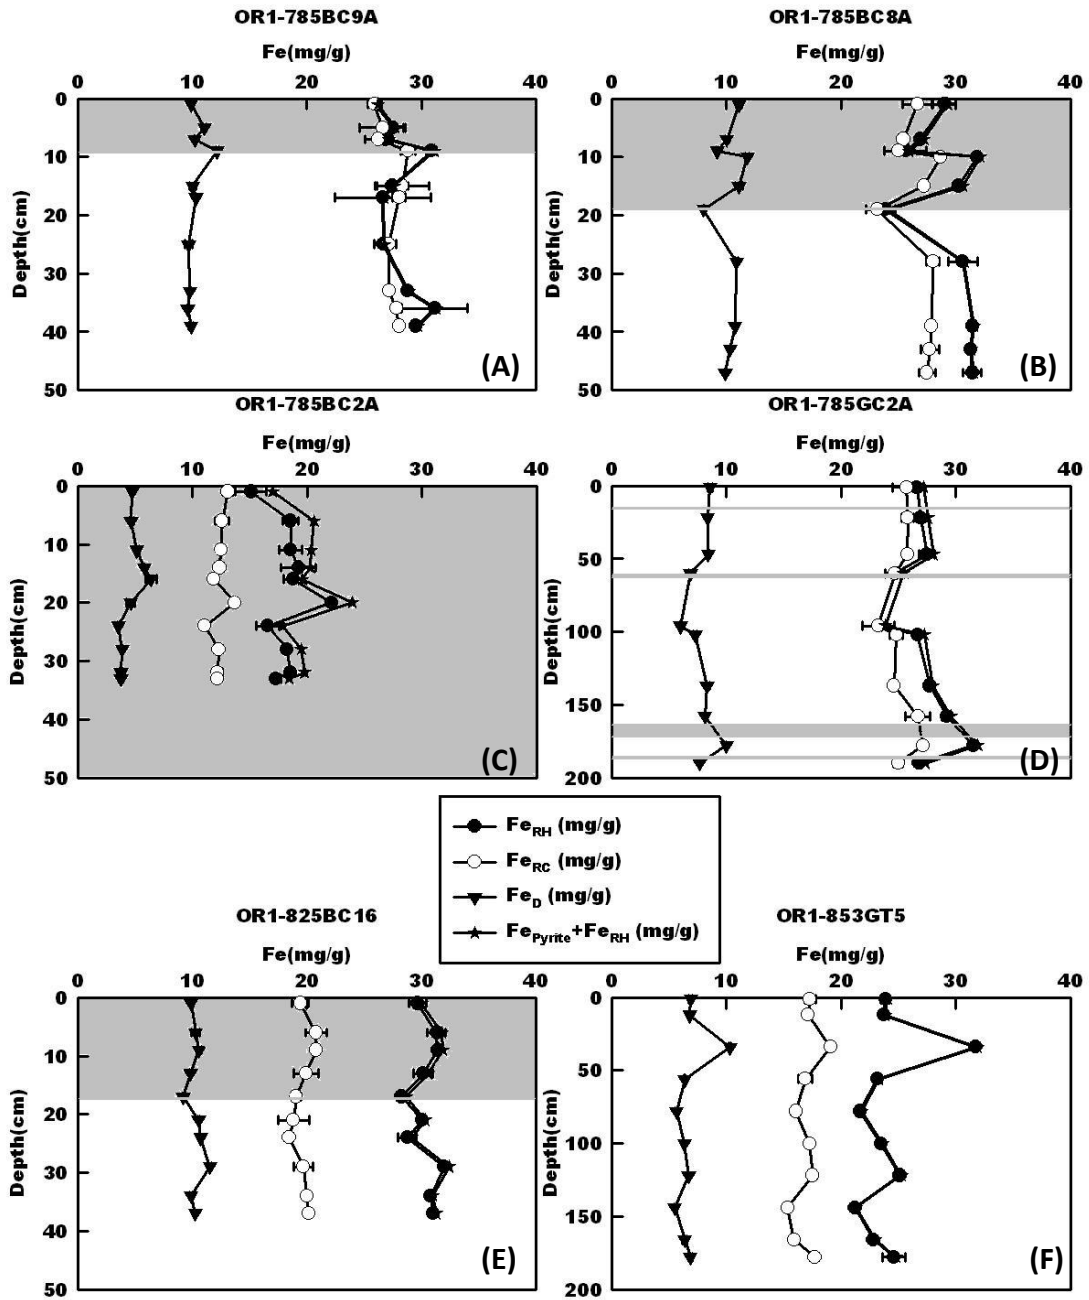 OR1-785BC9A
Fe(mg/g)
0 10 20 30 40
0
10
20
30
40
50
Depth(cm)
(A)
OR1-785BC8A
Fe(mg/g)
0 10 20 30 40
0
10
20
30
40
50
Depth(cm)
(B)
OR1-785BC2A
Fe(mg/g)
0 10 20 30 40
0
10
20
30
40
50
Depth(cm)
(C)
OR1-785GC2A
Fe(mg/g)
0 10 20 30 40
0
50
100
150
200
Depth(cm)
(D)
Fe_RH (mg/g)
Fe_RC (mg/g)
Fe_D (mg/g)
Fe_Pyrite+Fe_RH (mg/g)
OR1-825BC16
Fe(mg/g)
0 10 20 30 40
0
10
20
30
40
50
Depth(cm)
(E)
OR1-853GT5
Fe(mg/g)
0 10 20 30 40
0
50
100
150
200
Depth(cm)
(F)